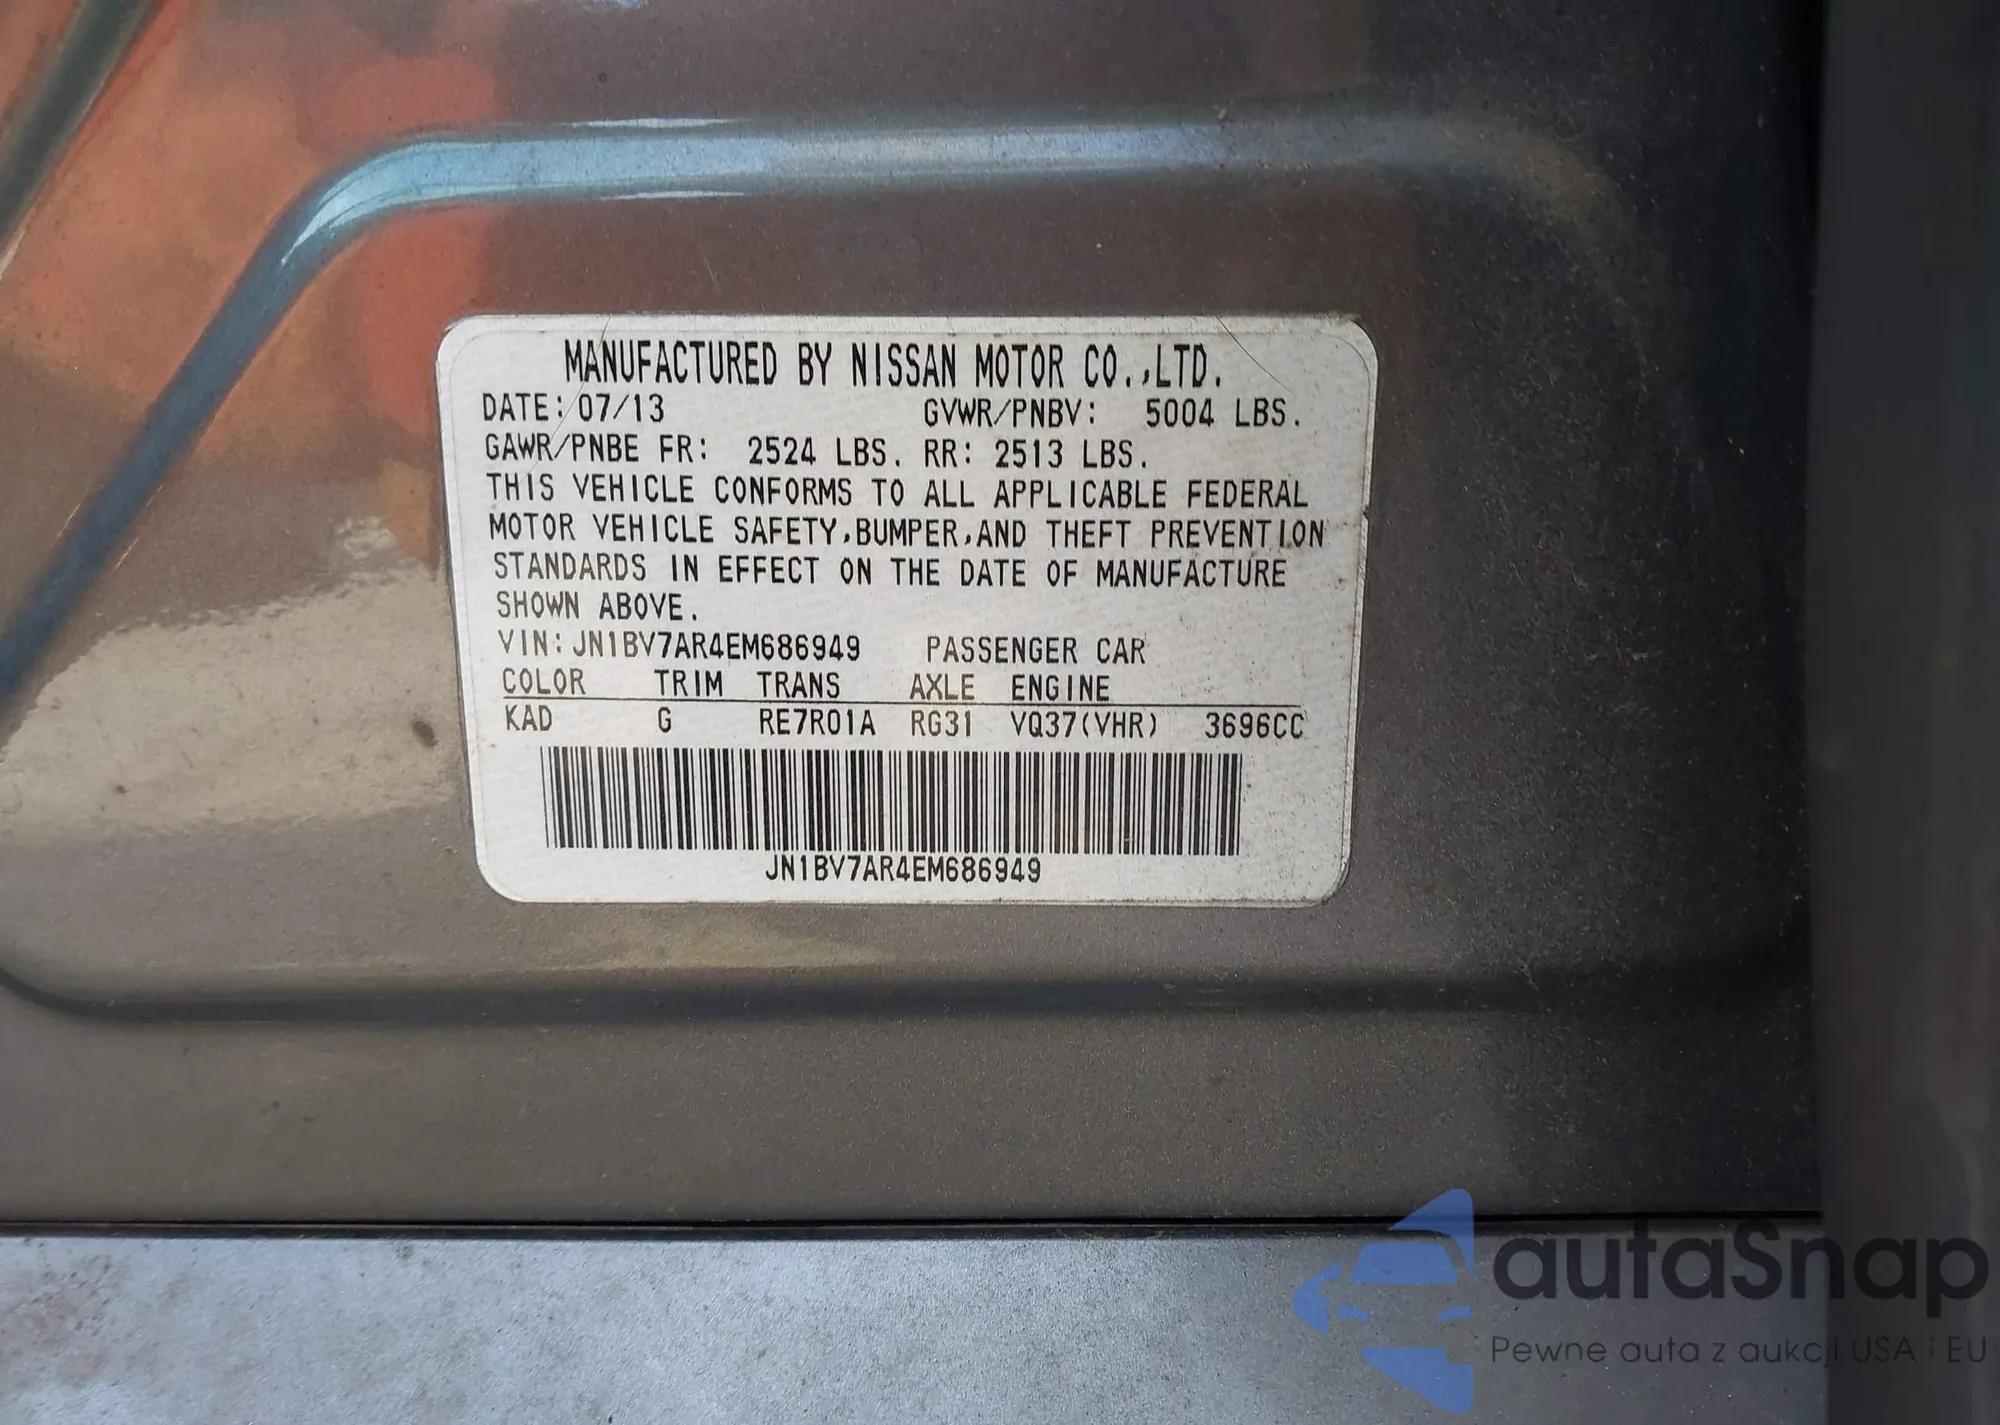 MANUFACTURED BY NISSAN MOTOR CO.,LTD.
DATE: 07/13 GVWR/PNBV: 5004 LBS.
GAWR/PNBE FR: 2524 LBS. RR: 2513 LBS.
THIS VEHICLE CONFORMS TO ALL APPLICABLE FEDERAL
MOTOR VEHICLE SAFETY,BUMPER,AND THEFT PREVENTION
STANDARDS IN EFFECT ON THE DATE OF MANUFACTURE
SHOWN ABOVE.
VIN: JN1BV7AR4EM686949 PASSENGER CAR
COLOR TRIM TRANS AXLE ENGINE
KAD G RE7R01A RG31 VQ37(VHR) 3696CC
JN1BV7AR4EM686949
autaSnap
Pewne auta z aukcji USA i EU